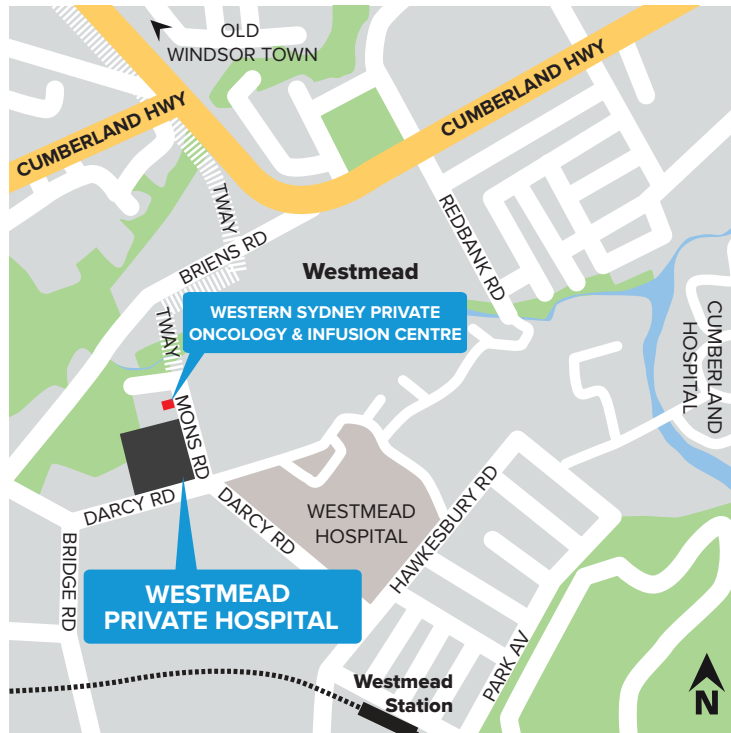 OLD
WINDSOR TOWN
CUMBERLAND HWY
CUMBERLAND HWY
TWAY
REDBANK RD
BRIENS RD
Westmead
WESTERN SYDNEY PRIVATE
ONCOLOGY & INFUSION CENTRE
TWAY
CUMBERLAND
HOSPITAL
MONS RD
DARCY RD
DARCY RD
WESTMEAD
HOSPITAL
HAWKESBURY RD
BRIDGE RD
WESTMEAD
PRIVATE HOSPITAL
PARK AV
Westmead
Station
N